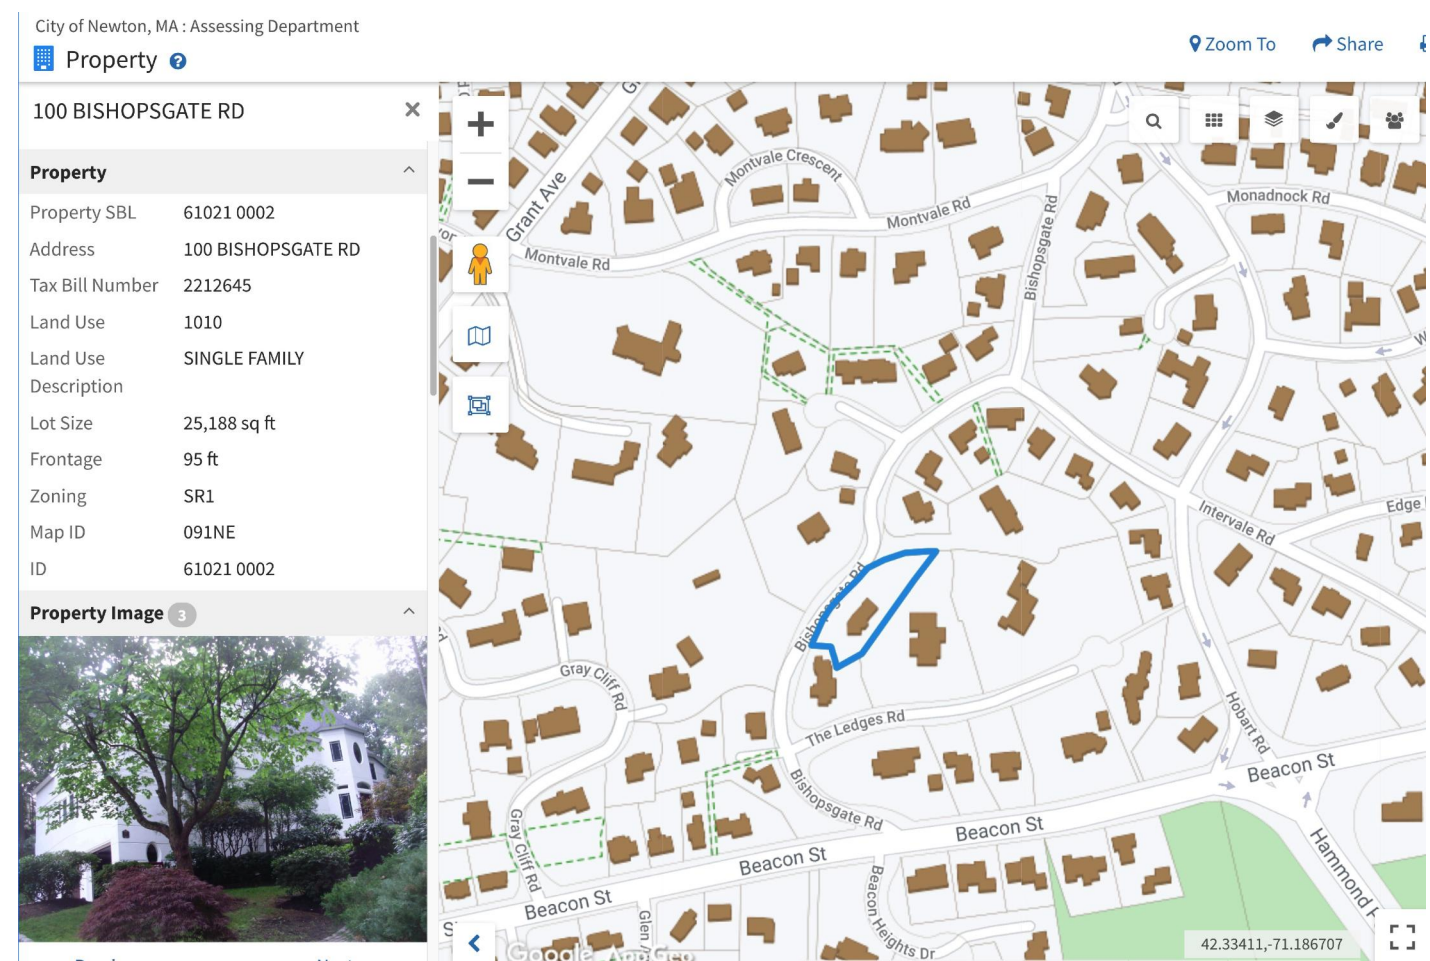 City of Newton, MA : Assessing Department
Property
Zoom To
Share
100 BISHOPSGATE RD
Property
Property SBL 61021 0002
Address 100 BISHOPSGATE RD
Tax Bill Number 2212645
Land Use 1010
Land Use Description SINGLE FAMILY
Lot Size 25,188 sq ft
Frontage 95 ft
Zoning SR1
Map ID 091NE
ID 61021 0002
Property Image 3
Grant Ave
Montvale Crescent
Montvale Rd
Montvale Rd
Bishopsgate Rd
Monadnock Rd
Edge
Intervale Rd
Bishopsgate Rd
Gray Cliff Rd
The Ledges Rd
Hobart Rd
Beacon St
Bishopsgate Rd
Beacon St
Gray Cliff Rd
Beacon St
Beacon St
Hammond
Glen
Beacon Heights Dr
Google
AppGeo
42.33411,-71.186707